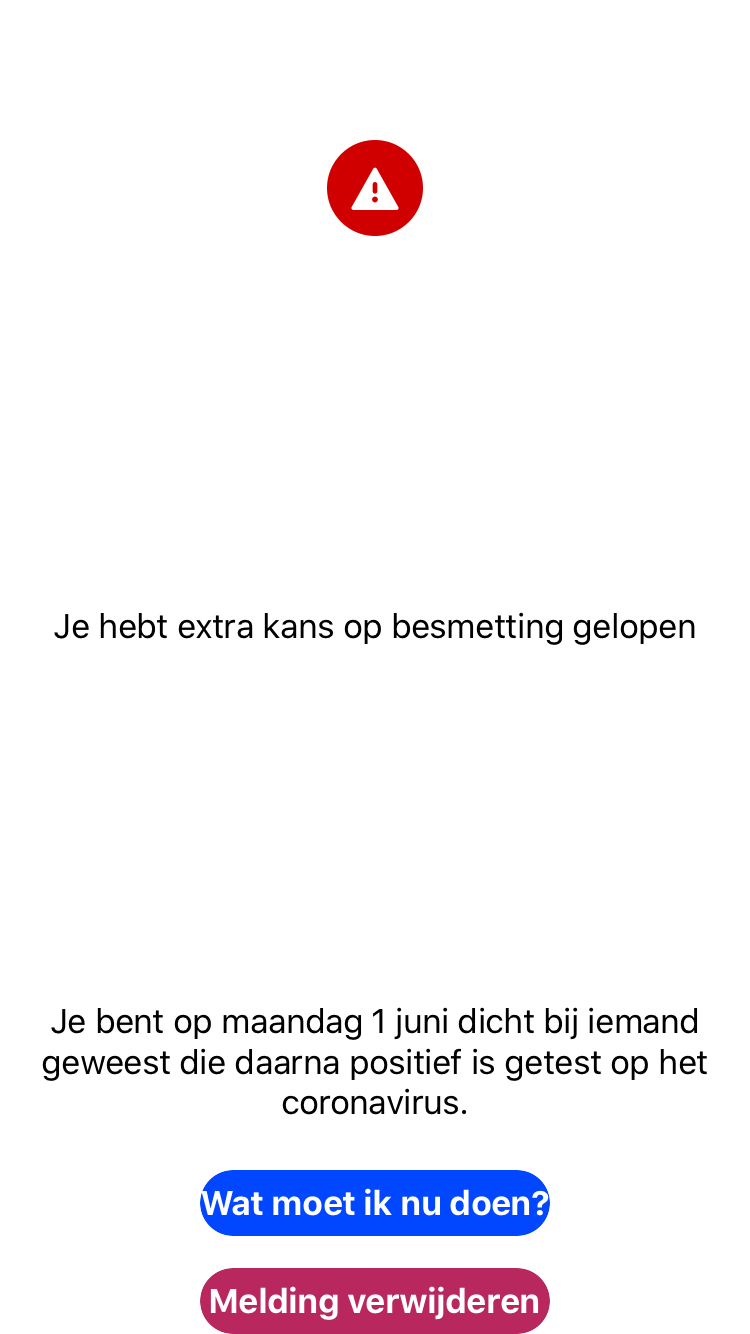 Je hebt extra kans op besmetting gelopen
Je bent op maandag 1 juni dicht bij iemand
geweest die daarna positief is getest op het
coronavirus.
Wat moet ik nu doen?
Melding verwijderen